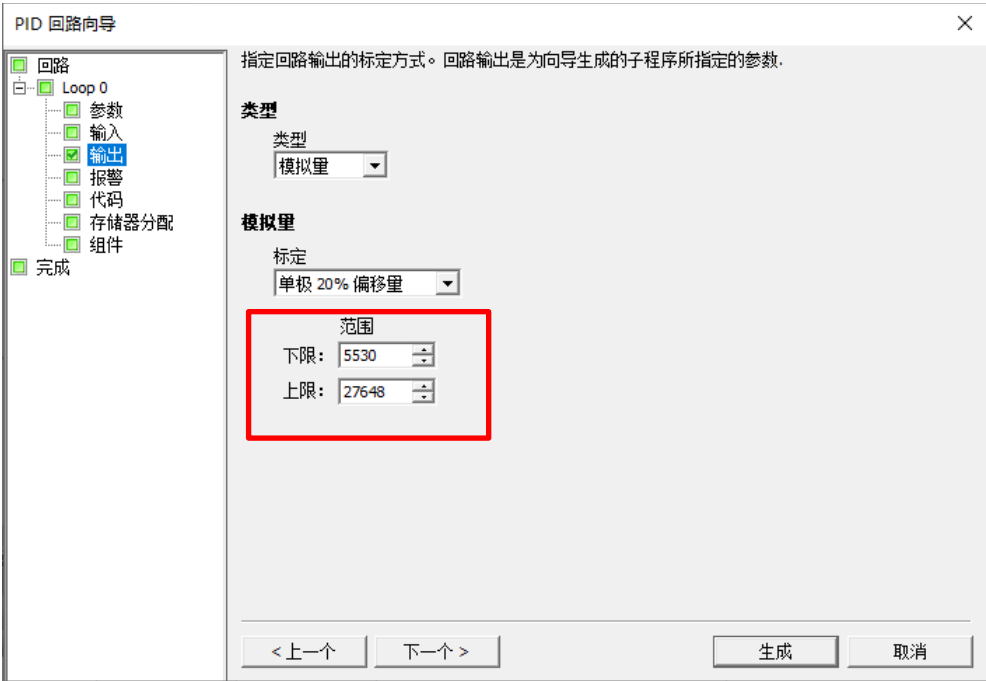 PID 回路向导
回路
Loop 0
参数
输入
输出
报警
代码
存储器分配
组件
完成
指定回路输出的标定方式。回路输出是为向导生成的子程序所指定的参数.
类型
类型
模拟量
模拟量
标定
单极 20% 偏移量
范围
下限: 5530
上限: 27648
<上一个
下一个>
生成
取消